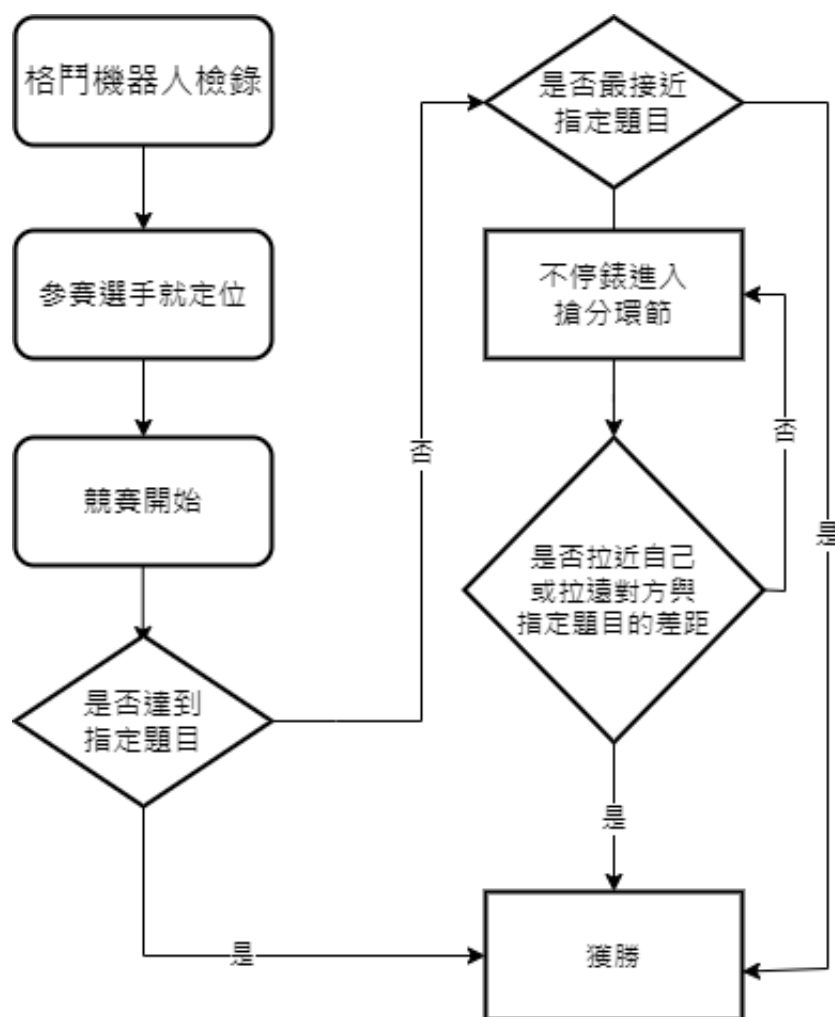 格鬥機器人檢錄
參賽選手就定位
競賽開始
是否達到
指定題目
是
否
是否最接近
指定題目
是
不停錶進入
搶分環節
否
是否拉近自己
或拉遠對方與
指定題目的差距
是
獲勝